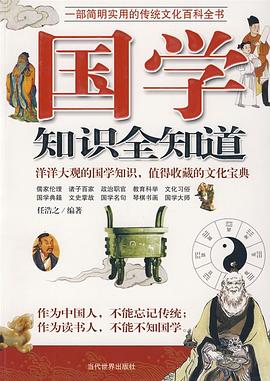 一部简明实用的传统文化百科全书
国学
知识全知道
洋洋大观的国学知识，值得收藏的文化宝典
儒家伦理 诸子百家 政治职官 教育科举 文化习俗
国学典籍 文史掌故 国学名句 琴棋书画 国学大师
任浩之/编著
作为中国人，不能忘记传统；
作为读书人，不能不知国学。
当代世界出版社